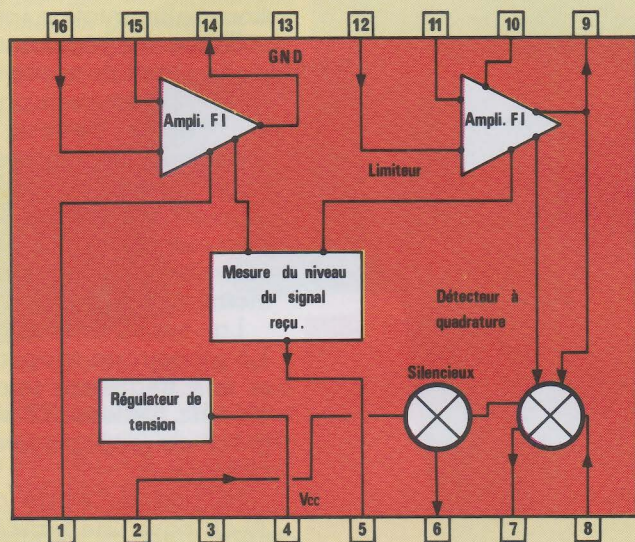 16 15 14 13 12 11 10 9
GND
Ampli. FI
Ampli. FI
Limiteur
Mesure du niveau
du signal
reçu.
Détecteur à
quadrature
Silencieux
Régulateur de
tension
Vcc
1 2 3 4 5 6 7 8